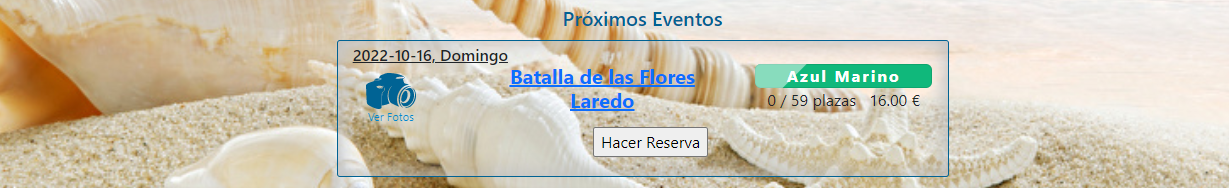 Próximos Eventos
2022-10-16, Domingo
Ver Fotos
Batalla de las Flores
Laredo
Azul Marino
0 / 59 plazas 16.00 €
Hacer Reserva